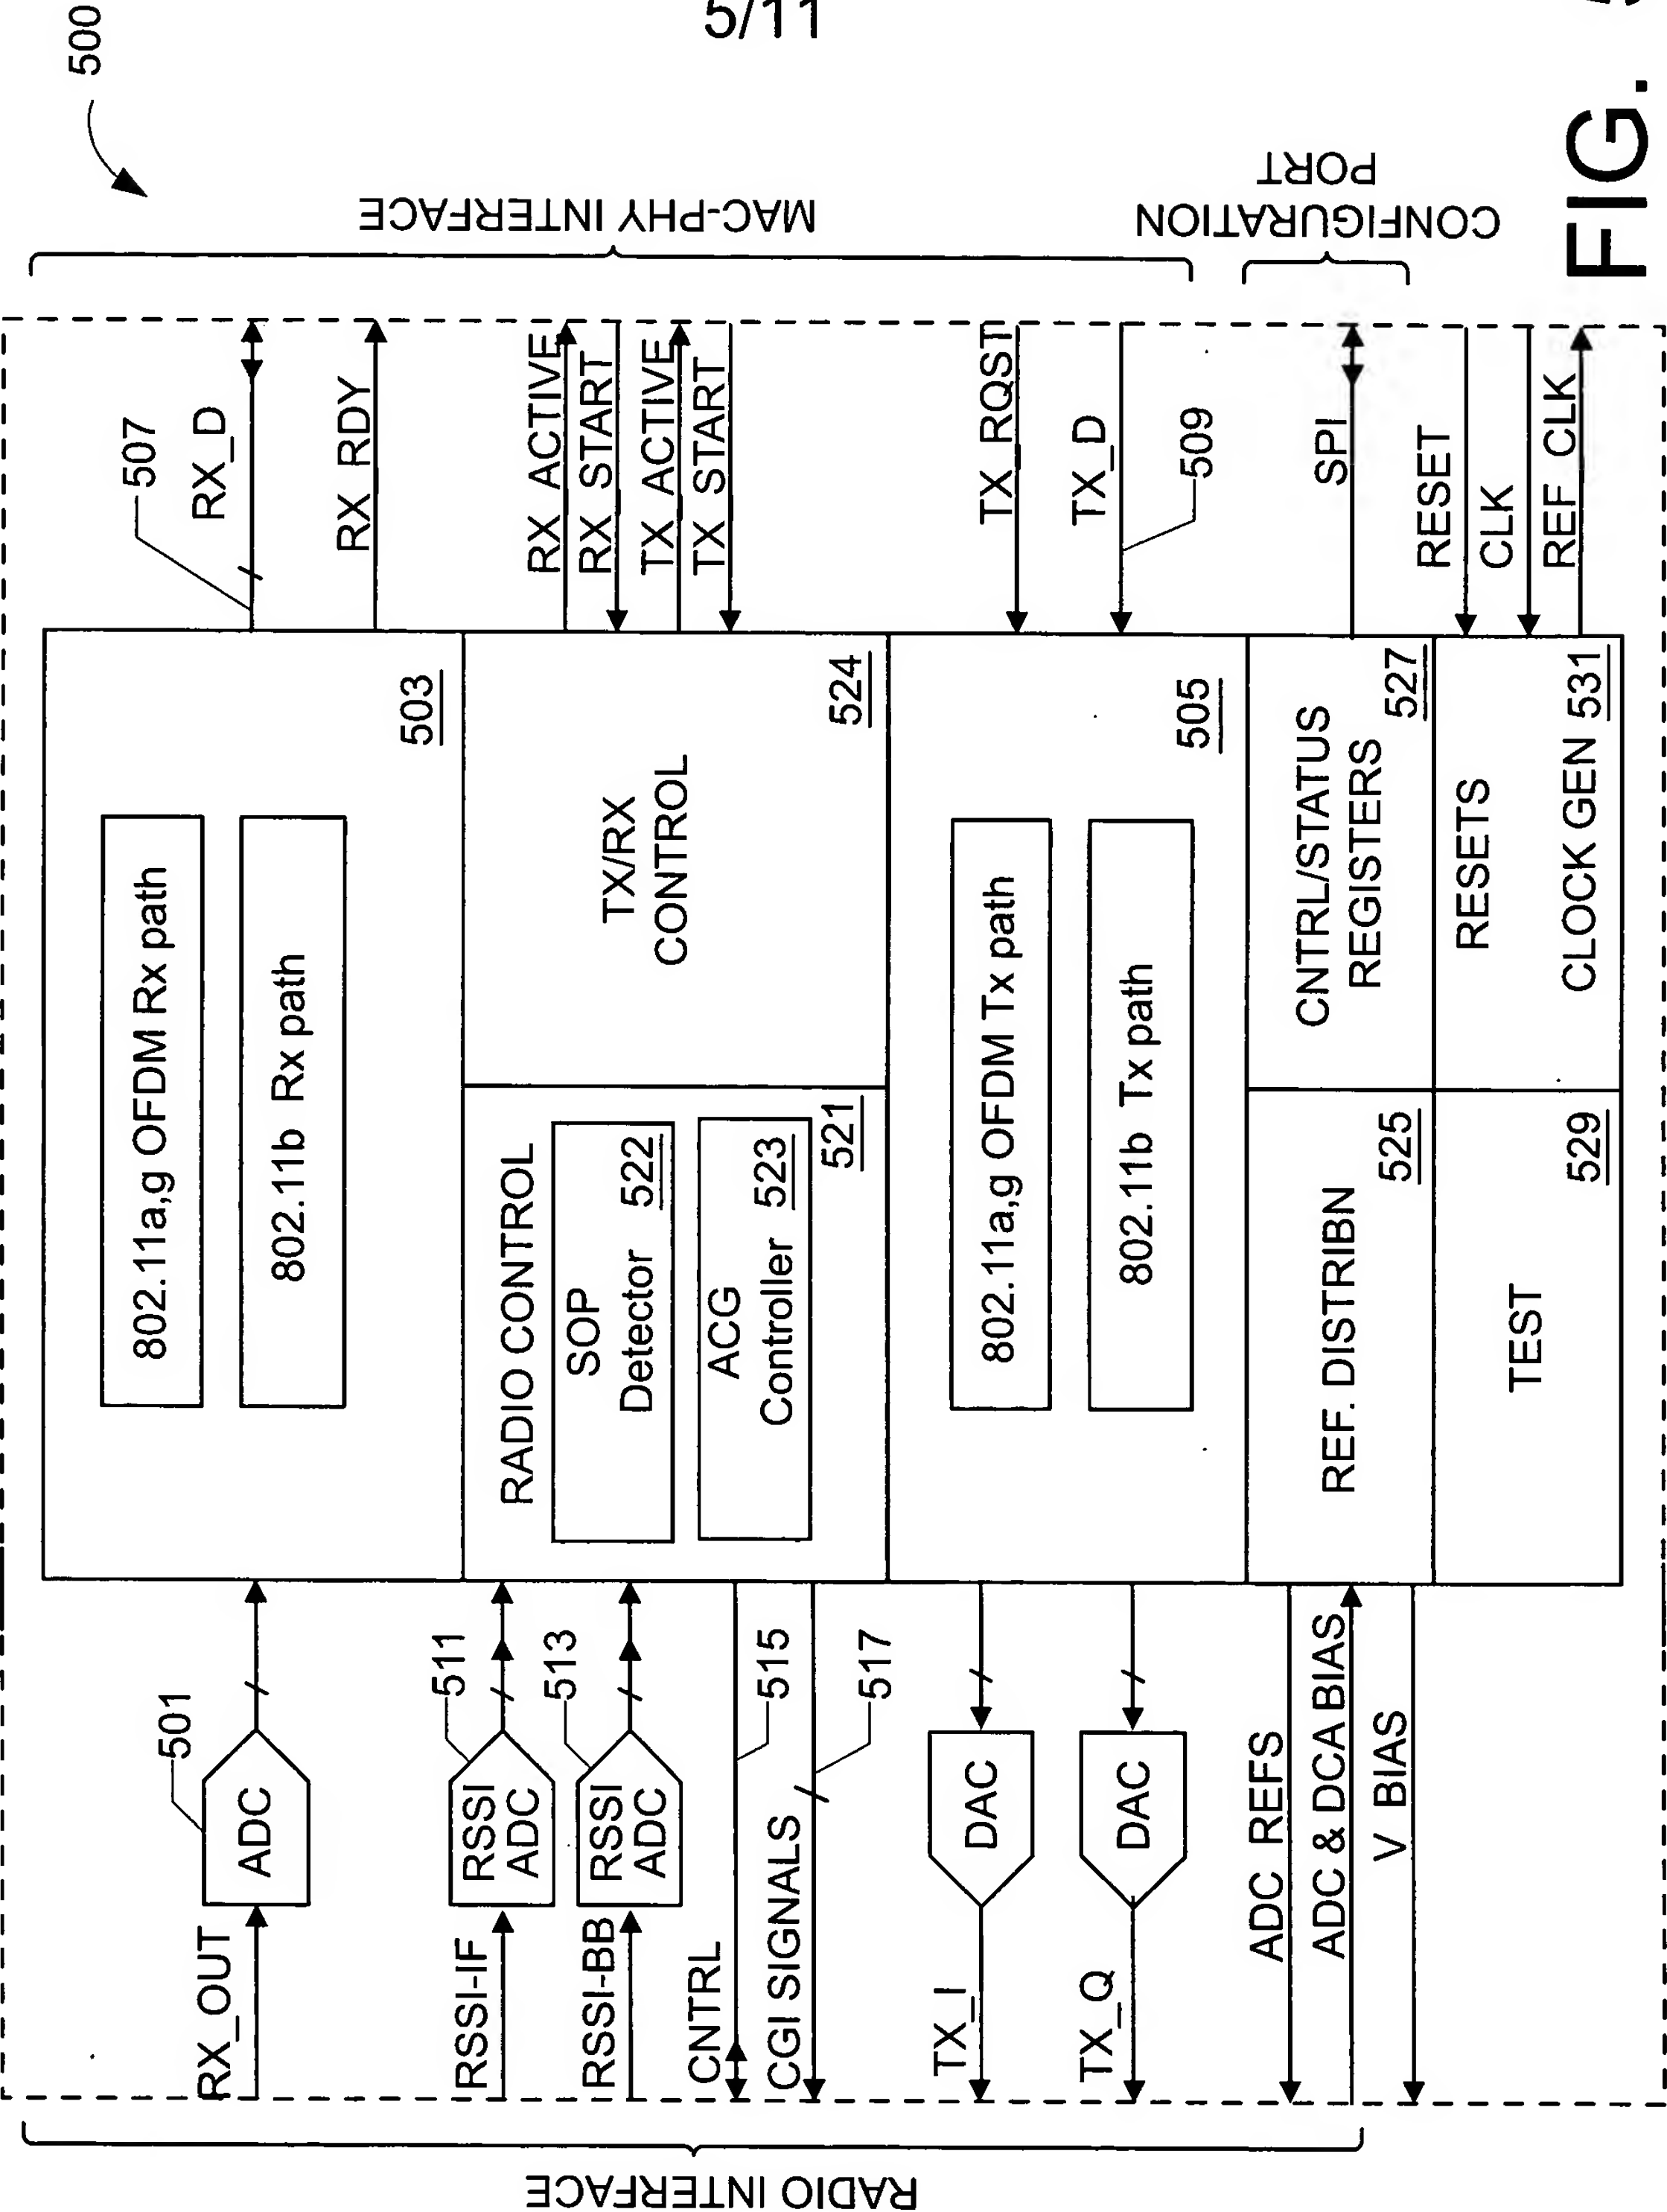 5/11
500
RADIO INTERFACE
RX_OUT
ADC
501
RSSI-IF
RSSI
ADC
511
RSSI-BB
RSSI
ADC
513
CNTRL
515
CGI SIGNALS
517
TX_I
DAC
TX_Q
DAC
ADC REFS
ADC & DCA BIAS
V BIAS
802.11a,g OFDM Rx path
802.11b Rx path
503
RADIO CONTROL
SOP
Detector 522
ACG
Controller 523
521
TX/RX
CONTROL
524
802.11a,g OFDM Tx path
802.11b Tx path
505
REF. DISTRIBN
525
CNTRL/STATUS
REGISTERS
527
TEST
529
RESETS
CLOCK GEN 531
507
RX_D
RX_RDY
RX_ACTIVE
RX_START
TX_ACTIVE
TX_START
TX_RQST
TX_D
509
SPI
RESET
CLK
REF_CLK
MAC-PHY INTERFACE
CONFIGURATION
PORT
FIG.